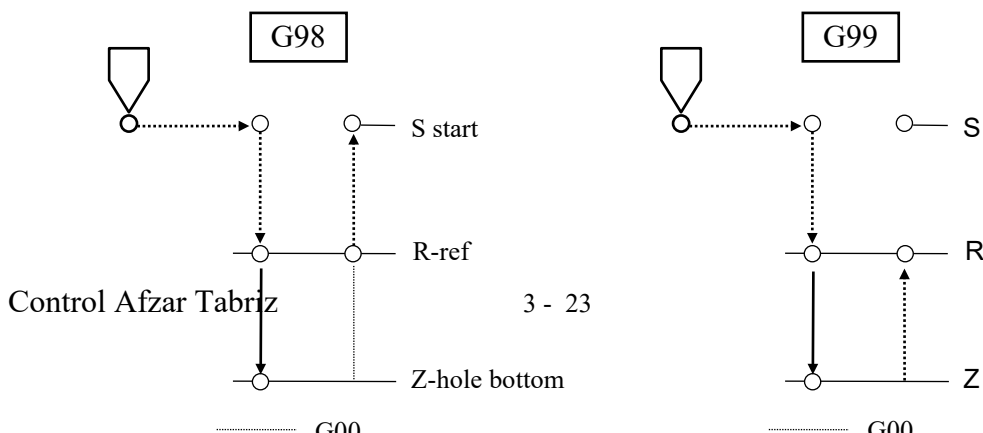 G98
G99
S start
S
R-ref
R
Control Afzar Tabriz
3 - 23
Z-hole bottom
Z
G00
G00